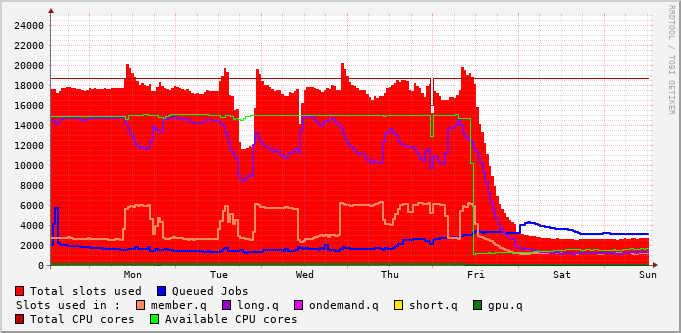 24000
22000
20000
18000
16000
14000
12000
10000
8000
6000
4000
2000
0
Mon Tue Wed Thu Fri Sat Sun
RRDTOOL / TOBI OETIKER
Total slots used Queued Jobs
Slots used in : member.q long.q ondemand.q short.q gpu.q
Total CPU cores Available CPU cores